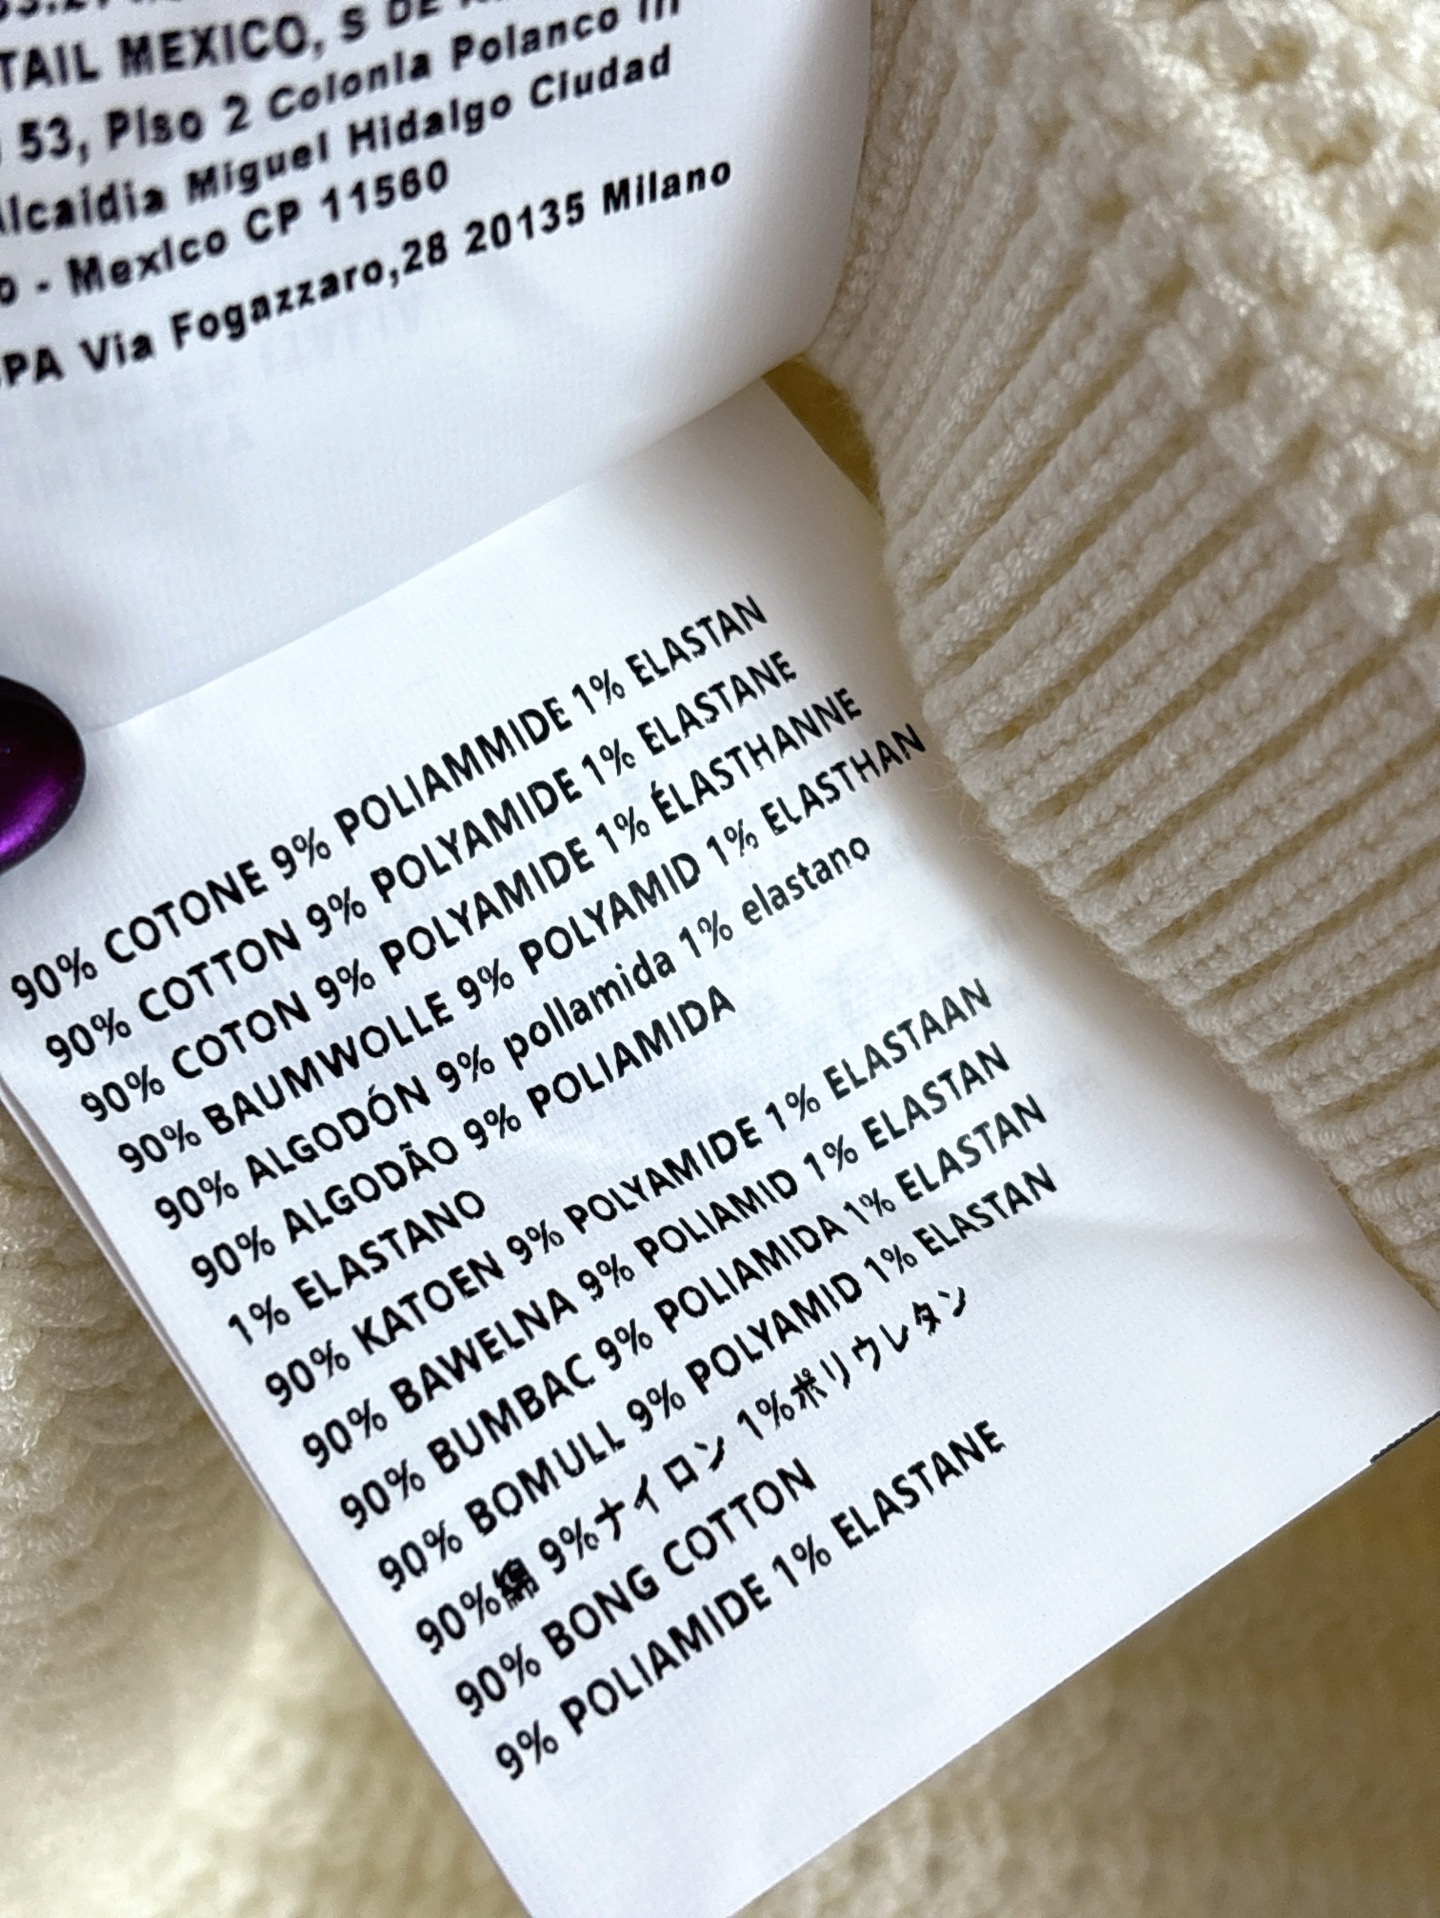 TAIL MEXICO, S DE
53, PIso 2 ColonIa Polanco III
Alcaidia Miguel Hidalgo CIudad
- MexIco CP 11560
PA Via Fogazzaro,28 20135 Milano
90% COTONE 9% POLIAMMIDE 1% ELASTAN
90% COTTON 9% POLYAMIDE 1% ELASTANE
90% COTON 9% POLYAMIDE 1% ÉLASTHANNE
90% BAUMWOLLE 9% POLYAMID 1% ELASTHAN
90% ALGODÓN 9% pollamida 1% elastano
90% ALGODÃO 9% POLIAMIDA
1% ELASTANO
90% KATOEN 9% POLYAMIDE 1% ELASTAAN
90% BAWELNA 9% POLIAMID 1% ELASTAN
90% BUMBAC 9% POLIAMIDA 1% ELASTAN
90% BOMULL 9% POLYAMID 1% ELASTAN
90%綿 9%ナイロン 1%ポリウレタン
90% BONG COTTON
9% POLIAMIDE 1% ELASTANE